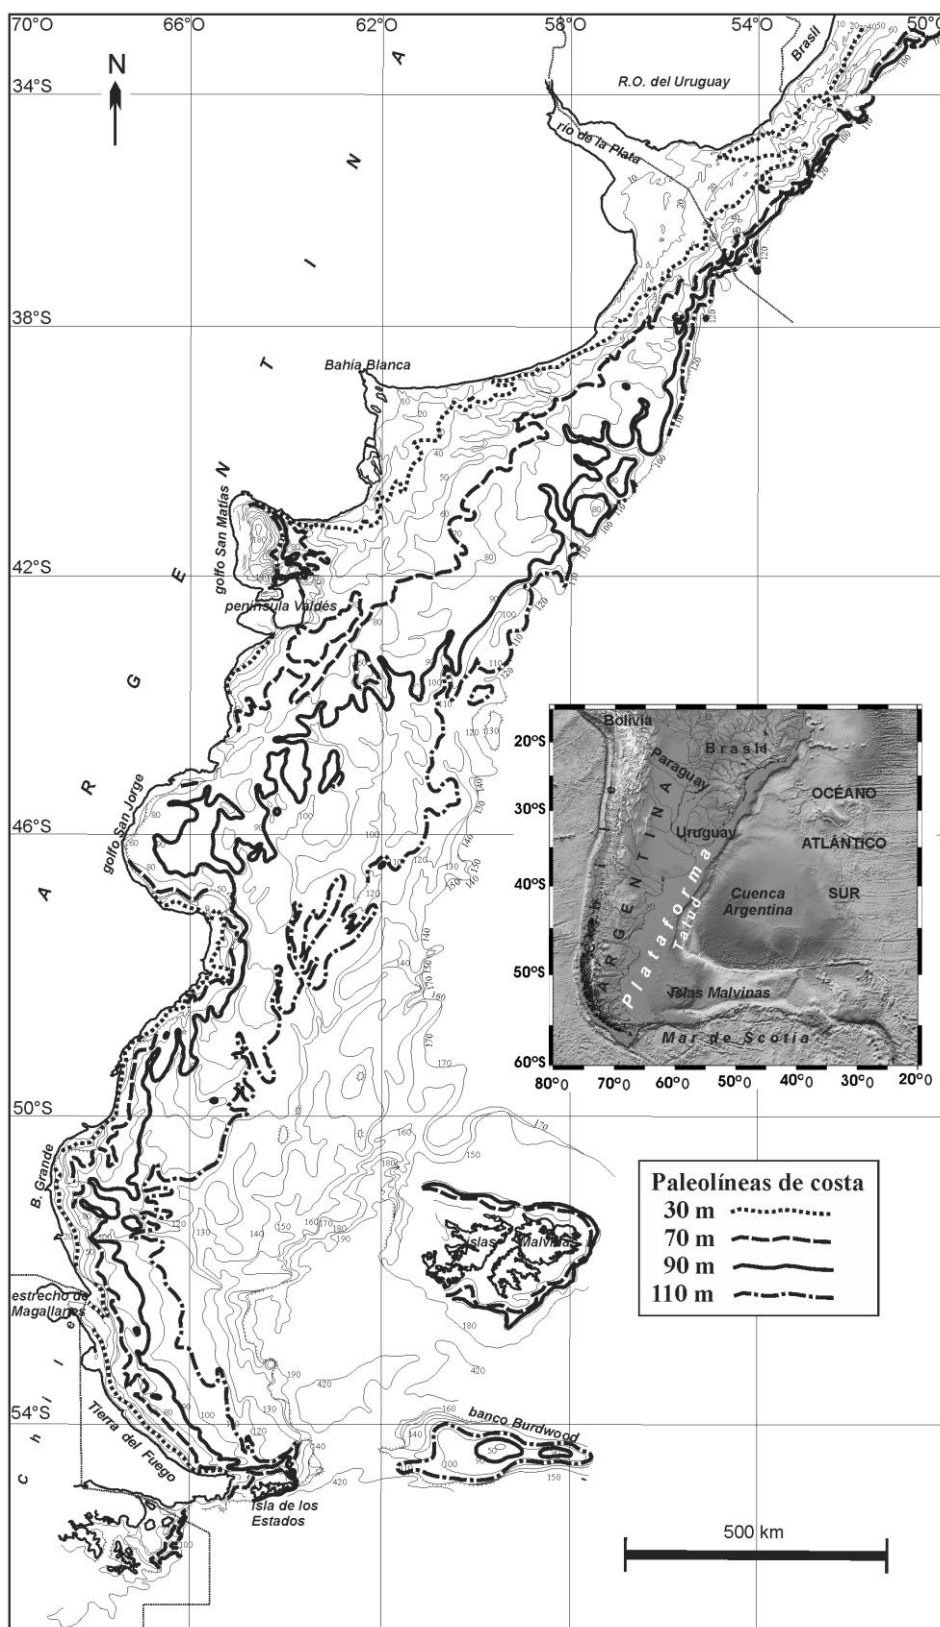 70°O
66°O
62°O
58°O
54°O
50°O
N
34°S
38°S
42°S
46°S
50°S
54°S
A R G E N T I N A
Brasil
R.O. del Uruguay
río de la Plata
Bahía Blanca
golfo San Matías
península Valdés
golfo San Jorge
B. Grande
estrecho de
Magallanes
Chile
Tierra del Fuego
Isla de los
Estados
islas Malvinas
banco Burdwood
Bolivia
Brasil
Paraguay
Uruguay
Chile
ARGENTINA
Plataforma
Talud
OCÉANO
ATLÁNTICO
SUR
Cuenca
Argentina
islas Malvinas
Mar de Scotia
20°S
30°S
40°S
50°S
60°S
80°O
70°O
60°O
50°O
40°O
30°O
20°O
Paleolíneas de costa
30 m
70 m
90 m
110 m
500 km